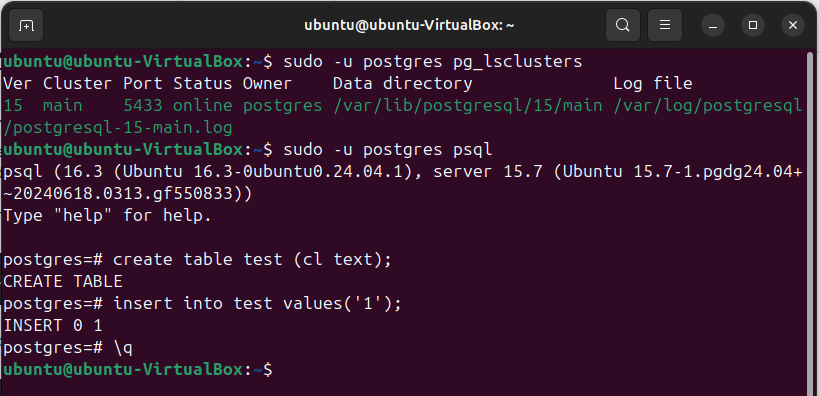 ubuntu@ubuntu-VirtualBox: ~
ubuntu@ubuntu-VirtualBox:~$ sudo -u postgres pg_lsclusters
Ver Cluster Port Status Owner    Data directory              Log file
15  main    5433 online postgres /var/lib/postgresql/15/main /var/log/postgresql
/postgresql-15-main.log
ubuntu@ubuntu-VirtualBox:~$ sudo -u postgres psql
psql (16.3 (Ubuntu 16.3-0ubuntu0.24.04.1), server 15.7 (Ubuntu 15.7-1.pgdg24.04+
~20240618.0313.gf550833))
Type "help" for help.
postgres=# create table test (cl text);
CREATE TABLE
postgres=# insert into test values('1');
INSERT 0 1
postgres=# \q
ubuntu@ubuntu-VirtualBox:~$